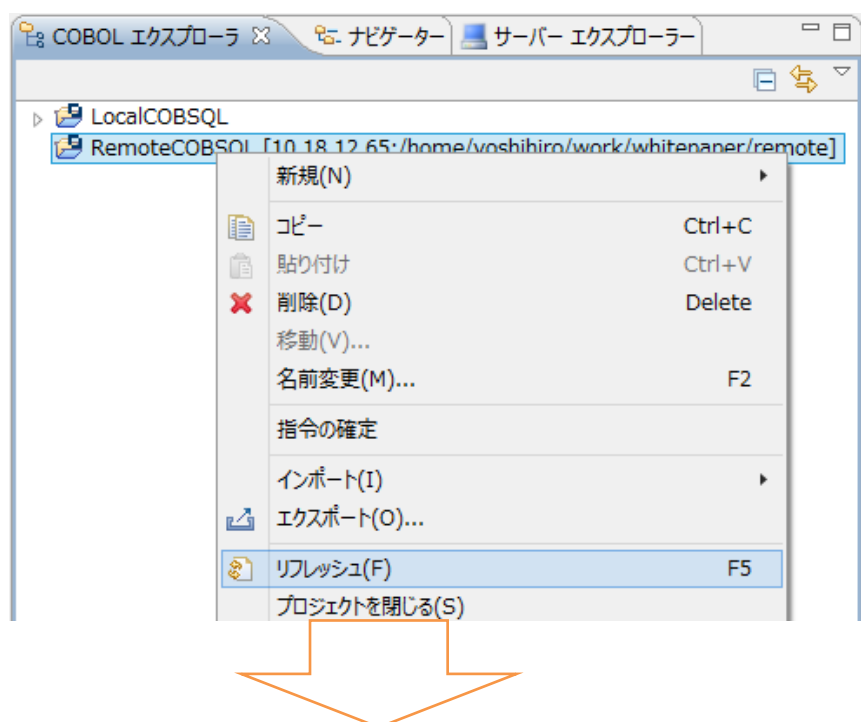 COBOL エクスプローラ ナビゲーター サーバー エクスプローラー
LocalCOBSQL
RemoteCOBSQL [10.18.12.65:/home/yoshihiro/work/whitepaper/remote]
新規(N)
コピー Ctrl+C
貼り付け Ctrl+V
削除(D) Delete
移動(V)...
名前変更(M)... F2
指令の確定
インポート(I)
エクスポート(O)...
リフレッシュ(F) F5
プロジェクトを閉じる(S)